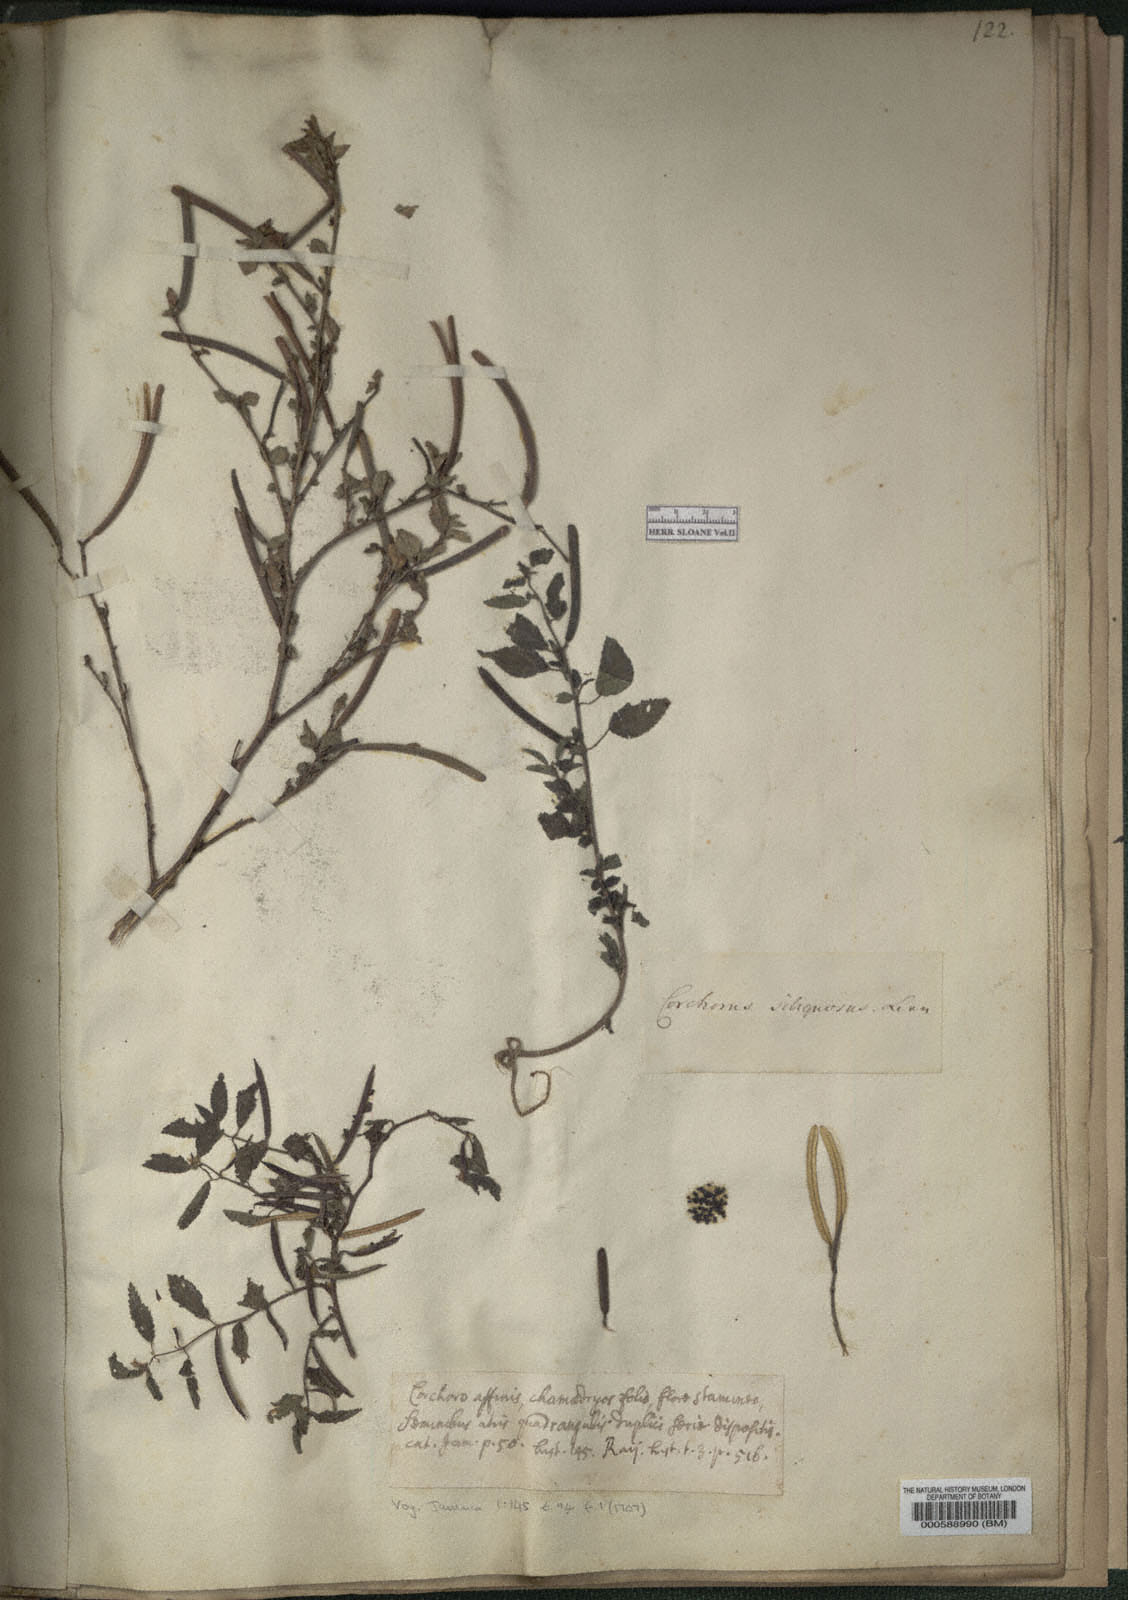 122.
HERB. SLOANE Vol.II
Corchorus siliquosus. Linn
Corchoro affinis, chamædryos folio, flore stamineo,
Seminibus atris quadrangulis duplici serie dispositis.
cat. Jam. p. 50. hist. 145. Raij. hist. t. 3. p. 516.
Voy. Jamaica 1: 145 t. 94 f. 1 (1707)
THE NATURAL HISTORY MUSEUM, LONDON
DEPARTMENT OF BOTANY
000588990 (BM)